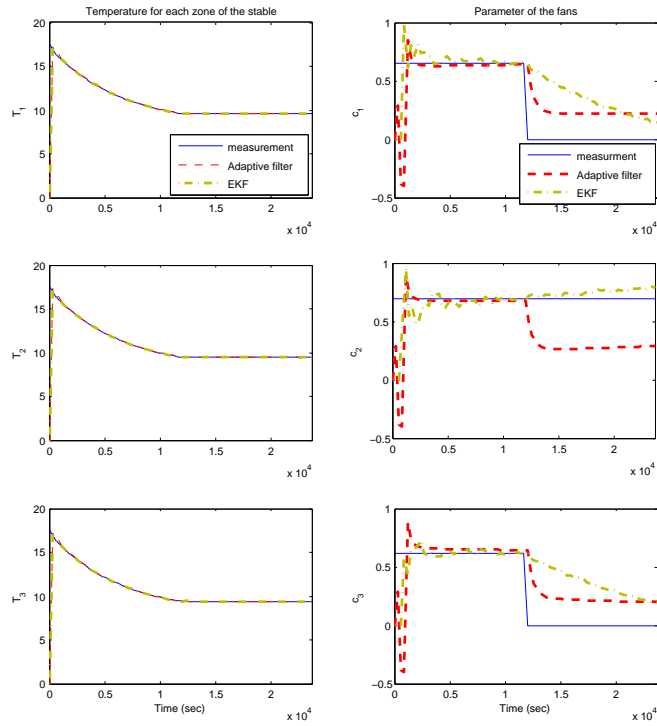 Temperature for each zone of the stable
Parameter of the fans
20
15
10
5
0
T1
0 0.5 1 1.5 2
x 10^4
measurement
Adaptive filter
EKF
1
0.5
0
−0.5
c1
0 0.5 1 1.5 2
x 10^4
measurment
Adaptive filter
EKF
20
15
10
5
0
T2
0 0.5 1 1.5 2
x 10^4
1
0.5
0
−0.5
c2
0 0.5 1 1.5 2
x 10^4
20
15
10
5
0
T3
0 0.5 1 1.5 2
Time (sec)
x 10^4
1
0.5
0
−0.5
c3
0 0.5 1 1.5 2
Time (sec)
x 10^4